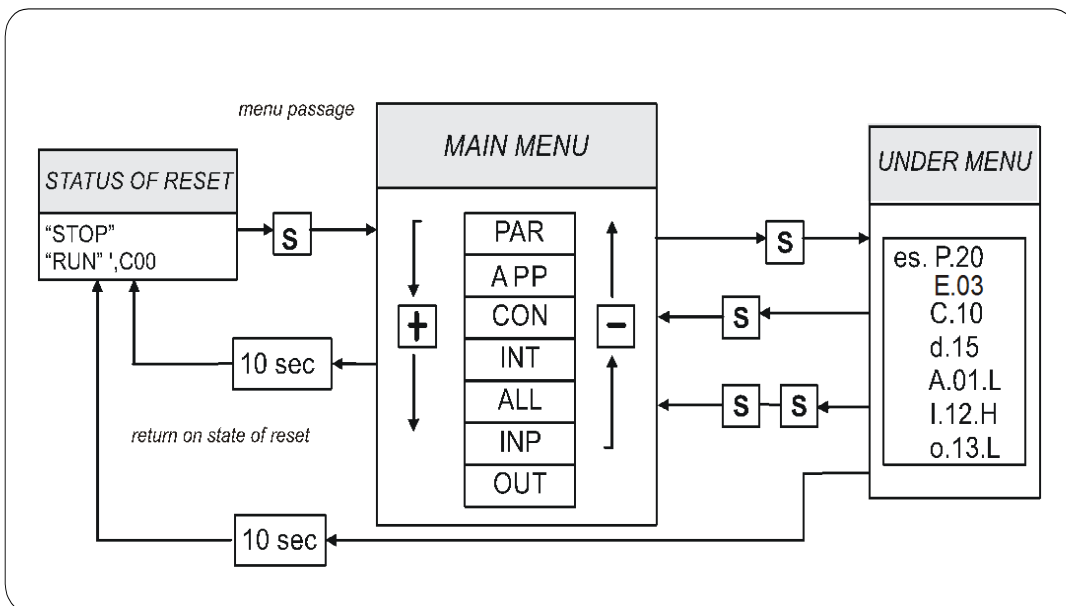 menu passage
STATUS OF RESET
"STOP"
"RUN" ',C00
S
MAIN MENU
PAR
APP
CON
INT
ALL
INP
OUT
+
-
10 sec
return on state of reset
10 sec
S
S
S S
UNDER MENU
es. P.20
E.03
C.10
d.15
A.01.L
I.12.H
o.13.L